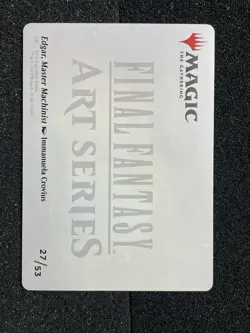 MAGIC
THE GATHERING
FINAL FANTASY
ART SERIES
Edgar, Master Machinist Immanuela Crovius
27/53